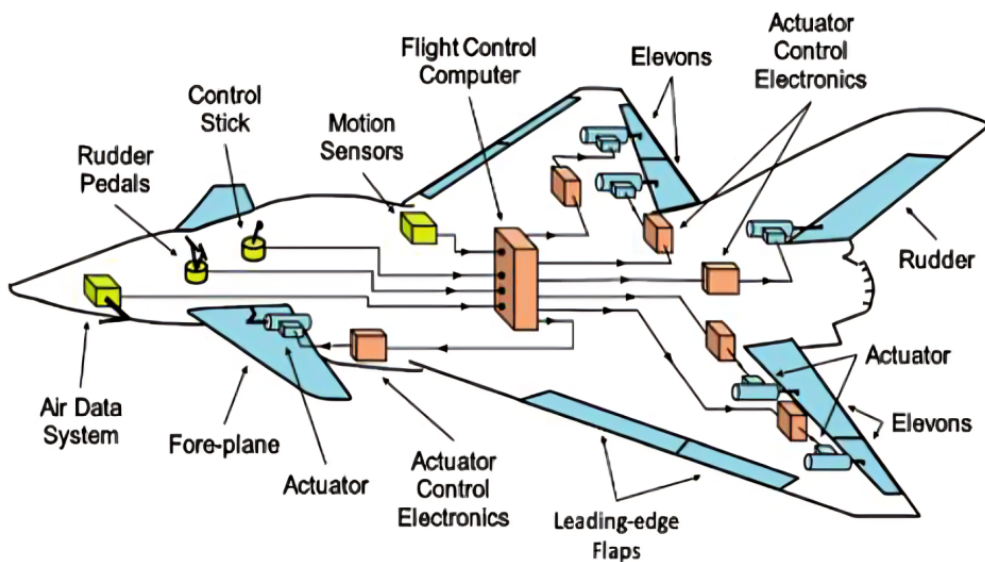 Flight Control
Computer
Elevons
Actuator
Control
Electronics
Control
Stick
Motion
Sensors
Rudder
Pedals
Rudder
Air Data
System
Fore-plane
Actuator
Actuator
Control
Electronics
Leading-edge
Flaps
Actuator
Elevons